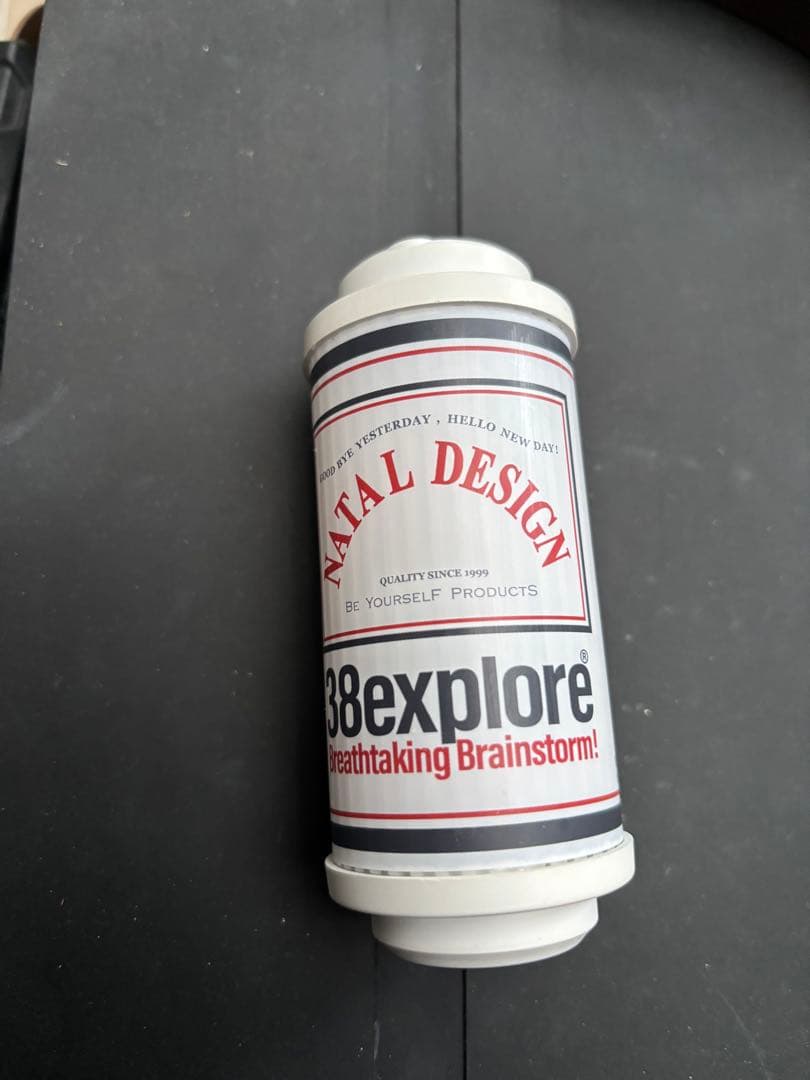 GOOD BYE YESTERDAY , HELLO NEW DAY!
NATAL DESIGN
QUALITY SINCE 1999
BE YOURSELF PRODUCTS
38explore®
Breathtaking Brainstorm!